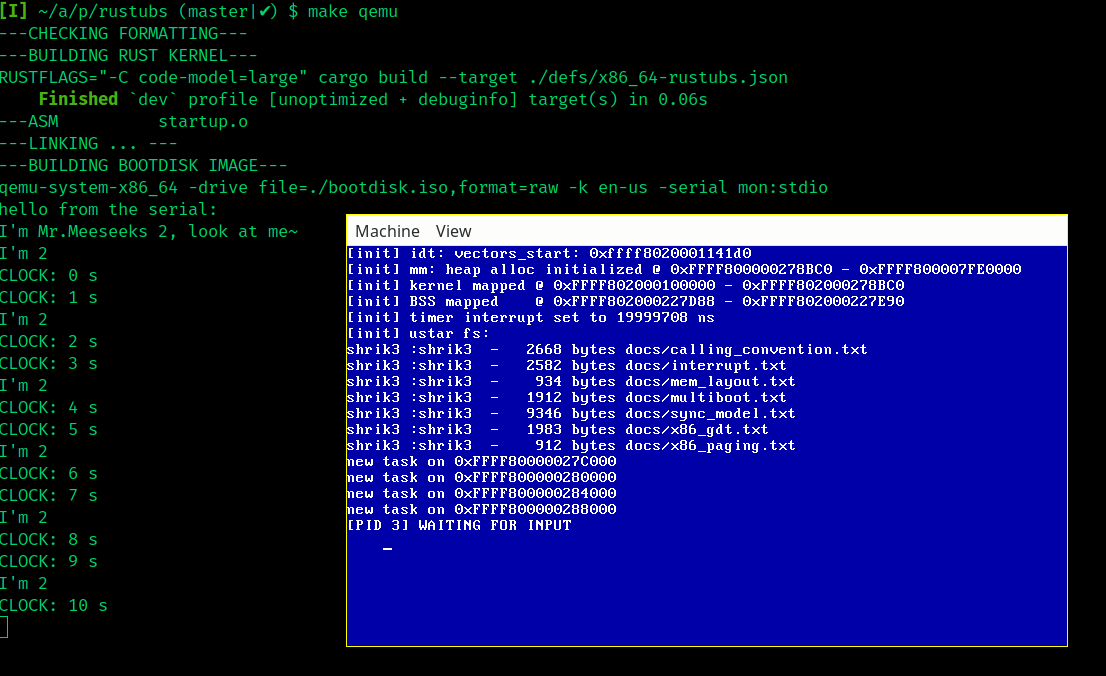 [I] ~/a/p/rustubs (master|✔) $ make qemu
---CHECKING FORMATTING---
---BUILDING RUST KERNEL---
RUSTFLAGS="-C code-model=large" cargo build --target ./defs/x86_64-rustubs.json
    Finished `dev` profile [unoptimized + debuginfo] target(s) in 0.06s
---ASM          startup.o
---LINKING ... ---
---BUILDING BOOTDISK IMAGE---
qemu-system-x86_64 -drive file=./bootdisk.iso,format=raw -k en-us -serial mon:stdio
hello from the serial:
I'm Mr.Meeseeks 2, look at me~
I'm 2
CLOCK: 0 s
CLOCK: 1 s
I'm 2
CLOCK: 2 s
CLOCK: 3 s
I'm 2
CLOCK: 4 s
CLOCK: 5 s
I'm 2
CLOCK: 6 s
CLOCK: 7 s
I'm 2
CLOCK: 8 s
CLOCK: 9 s
I'm 2
CLOCK: 10 s
Machine View
[init] idt: vectors_start: 0xffff8020001141d0
[init] mm: heap alloc initialized @ 0xFFFF800000278BC0 - 0xFFFF800007FE0000
[init] kernel mapped @ 0xFFFF802000100000 - 0xFFFF802000278BC0
[init] BSS mapped    @ 0xFFFF802000227D88 - 0xFFFF802000227E90
[init] timer interrupt set to 19999708 ns
[init] ustar fs:
shrik3 :shrik3  -   2668 bytes docs/calling_convention.txt
shrik3 :shrik3  -   2582 bytes docs/interrupt.txt
shrik3 :shrik3  -    934 bytes docs/mem_layout.txt
shrik3 :shrik3  -   1912 bytes docs/multiboot.txt
shrik3 :shrik3  -   9346 bytes docs/sync_model.txt
shrik3 :shrik3  -   1983 bytes docs/x86_gdt.txt
shrik3 :shrik3  -    912 bytes docs/x86_paging.txt
new task on 0xFFFF80000027C000
new task on 0xFFFF800000280000
new task on 0xFFFF800000284000
new task on 0xFFFF800000288000
[PID 3] WAITING FOR INPUT